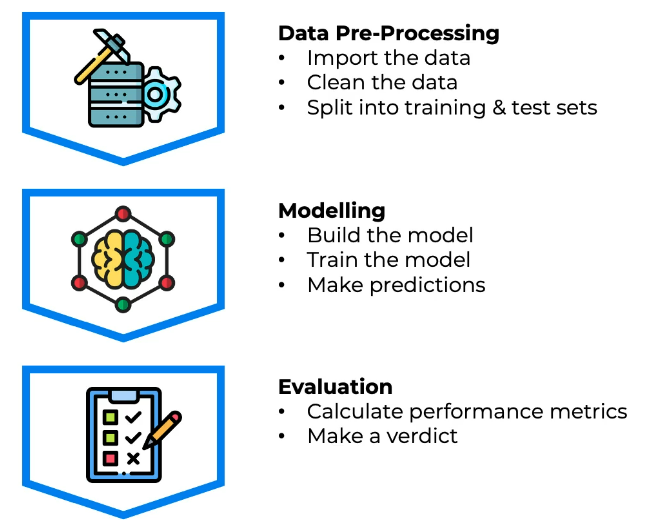 Data Pre-Processing
• Import the data
• Clean the data
• Split into training & test sets
Modelling
• Build the model
• Train the model
• Make predictions
Evaluation
• Calculate performance metrics
• Make a verdict